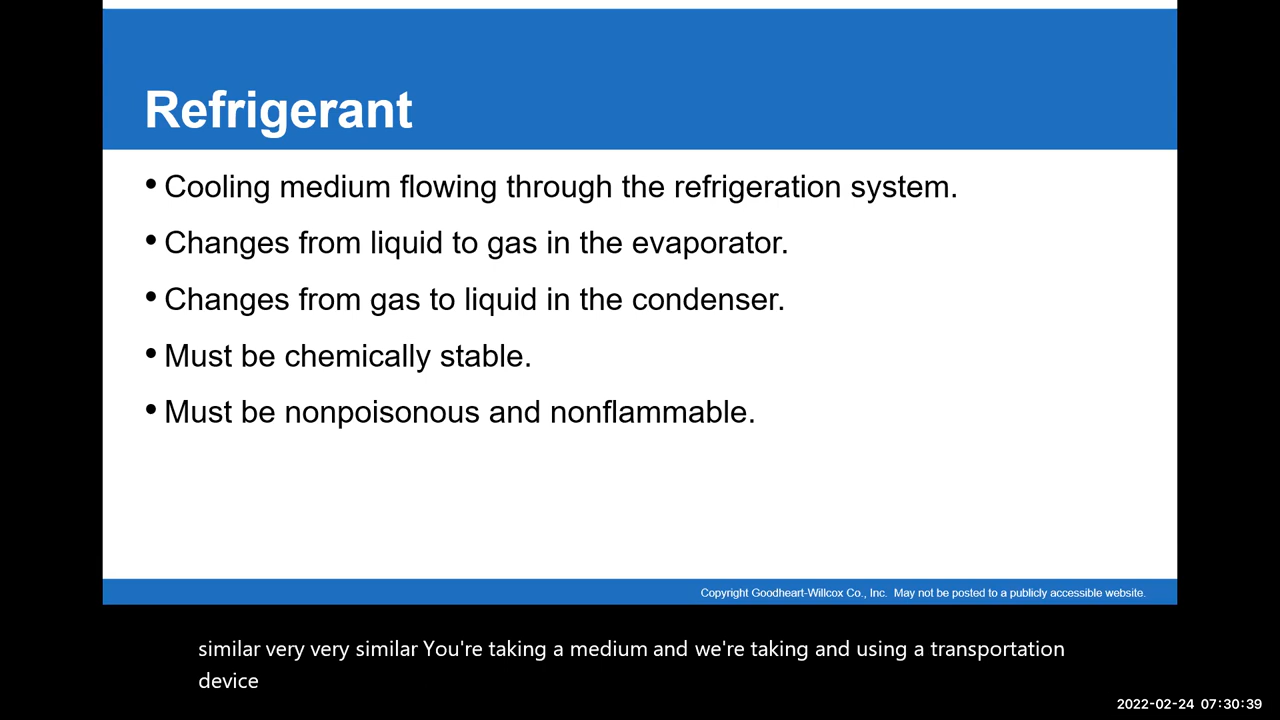 Refrigerant
• Cooling medium flowing through the refrigeration system.
• Changes from liquid to gas in the evaporator.
• Changes from gas to liquid in the condenser.
• Must be chemically stable.
• Must be nonpoisonous and nonflammable.
Copyright Goodheart-Willcox Co., Inc.  May not be posted to a publicly accessible website.
similar very very similar You're taking a medium and we're taking and using a transportation
device
2022-02-24 07:30:39